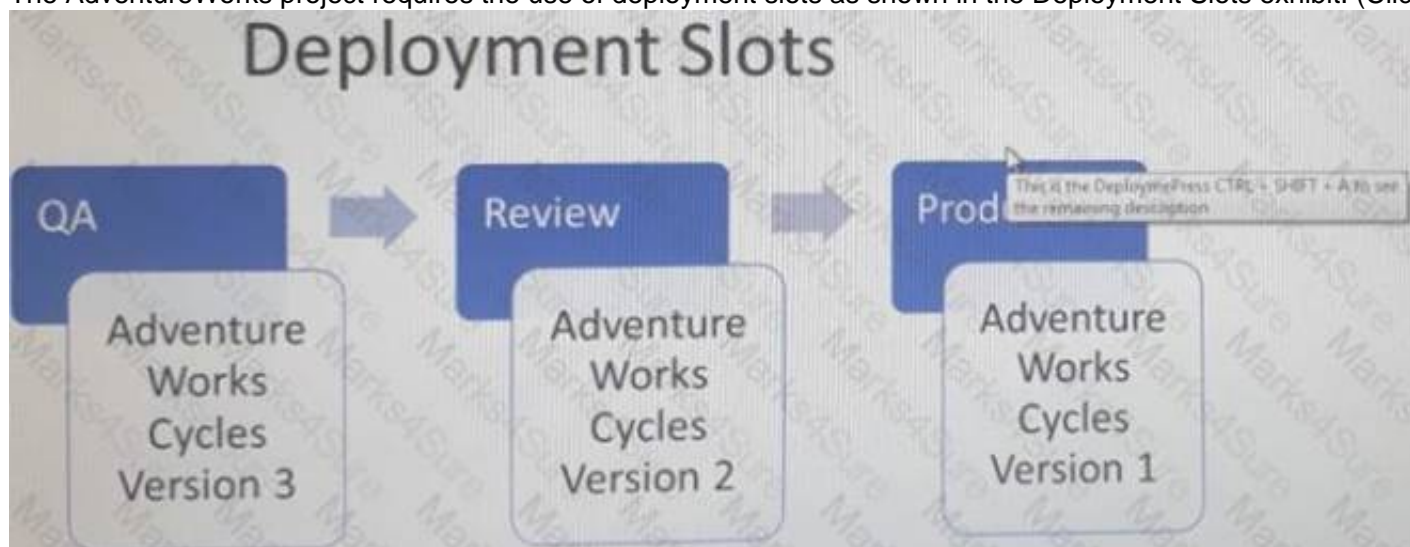 The AdventureWorks project requires the use of deployment slots as shown in the Deployment Slots exhibit. (Clic
Deployment Slots
QA
Review
Prod
This is the DeploymePress CTRL + SHIFT + A to see
the remaining description
Adventure
Works
Cycles
Version 3
Adventure
Works
Cycles
Version 2
Adventure
Works
Cycles
Version 1
Marks4Sure